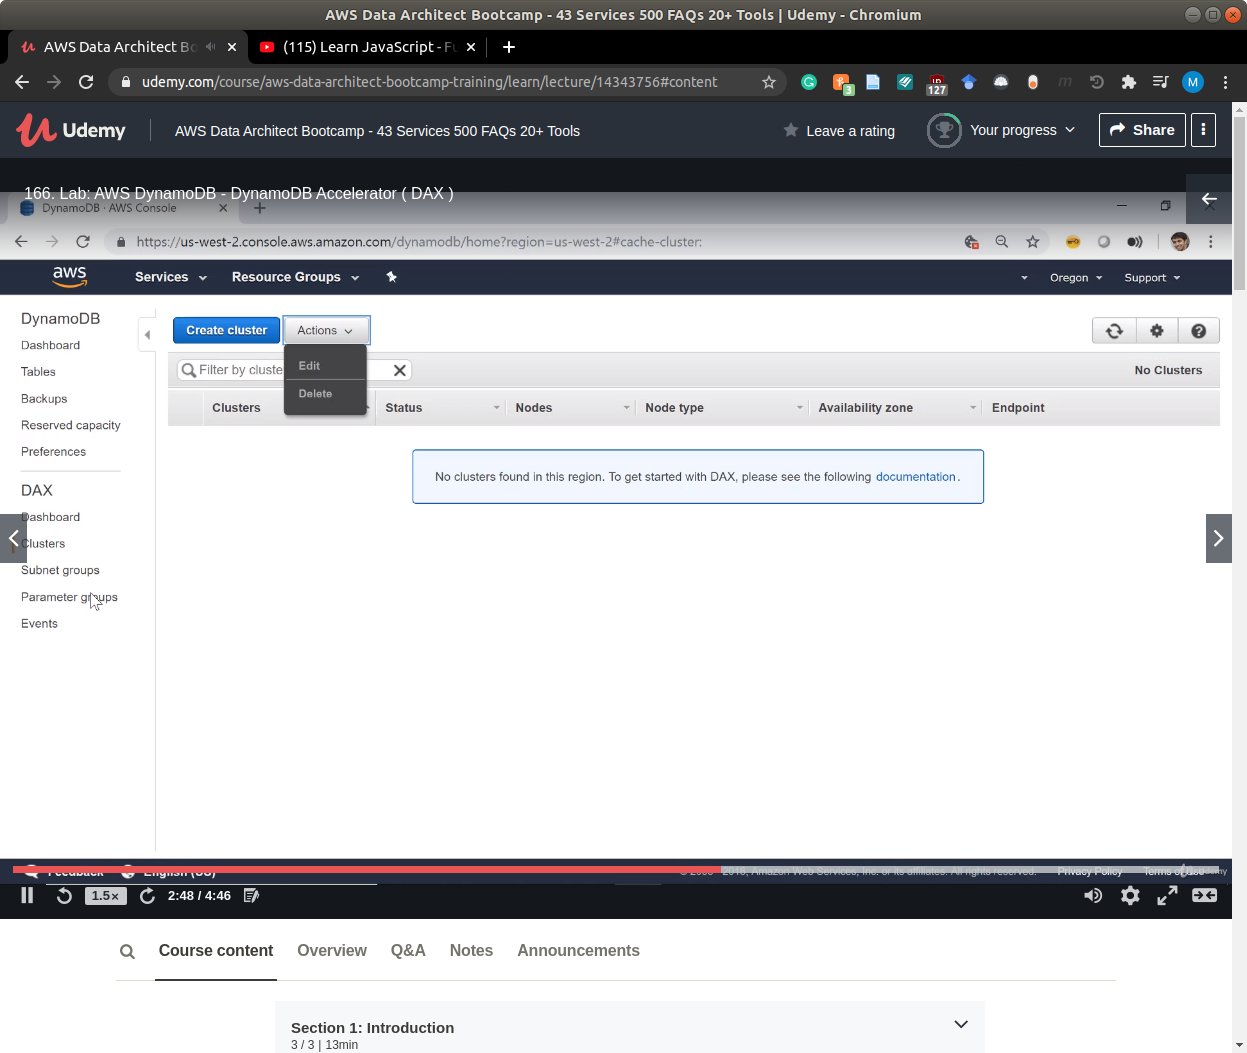 AWS Data Architect Bootcamp - 43 Services 500 FAQs 20+ Tools | Udemy - Chromium
AWS Data Architect Bo
(115) Learn JavaScript - Fu
udemy.com/course/aws-data-architect-bootcamp-training/learn/lecture/14343756#content
3
127
M
Udemy
AWS Data Architect Bootcamp - 43 Services 500 FAQs 20+ Tools
Leave a rating
Your progress
Share
166. Lab: AWS DynamoDB - DynamoDB Accelerator ( DAX )
DynamoDB · AWS Console
https://us-west-2.console.aws.amazon.com/dynamodb/home?region=us-west-2#cache-cluster:
aws
Services
Resource Groups
Oregon
Support
DynamoDB
Dashboard
Tables
Backups
Reserved capacity
Preferences
DAX
Dashboard
Clusters
Subnet groups
Parameter groups
Events
Create cluster
Actions
Edit
Delete
Filter by cluste
No Clusters
Clusters
Status
Nodes
Node type
Availability zone
Endpoint
No clusters found in this region. To get started with DAX, please see the following documentation.
Feedback
English (US)
2018, Amazon Web Services, Inc. or its affiliates. All rights reserved.
Privacy Policy
Terms of Use
1.5×
2:48 / 4:46
Course content
Overview
Q&A
Notes
Announcements
Section 1: Introduction
3 / 3 | 13min